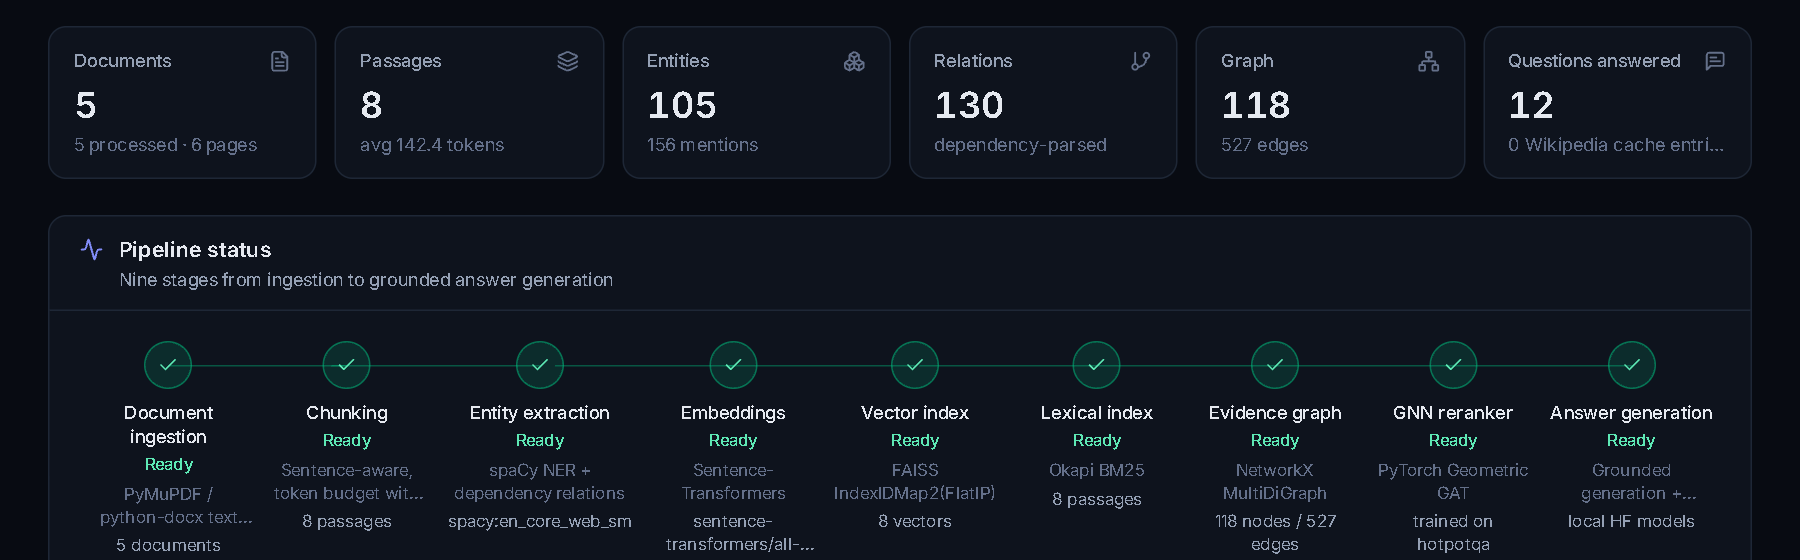 Documents
5
5 processed · 6 pages
Passages
8
avg 142.4 tokens
Entities
105
156 mentions
Relations
130
dependency-parsed
Graph
118
527 edges
Questions answered
12
0 Wikipedia cache entri...
Pipeline status
Nine stages from ingestion to grounded answer generation
Document
ingestion
Ready
PyMuPDF /
python-docx text...
5 documents
Chunking
Ready
Sentence-aware,
token budget wit...
8 passages
Entity extraction
Ready
spaCy NER +
dependency relations
spacy:en_core_web_sm
Embeddings
Ready
Sentence-
Transformers
sentence-
transformers/all-...
Vector index
Ready
FAISS
IndexIDMap2(FlatIP)
8 vectors
Lexical index
Ready
Okapi BM25
8 passages
Evidence graph
Ready
NetworkX
MultiDiGraph
118 nodes / 527
edges
GNN reranker
Ready
PyTorch Geometric
GAT
trained on
hotpotqa
Answer generation
Ready
Grounded
generation +...
local HF models